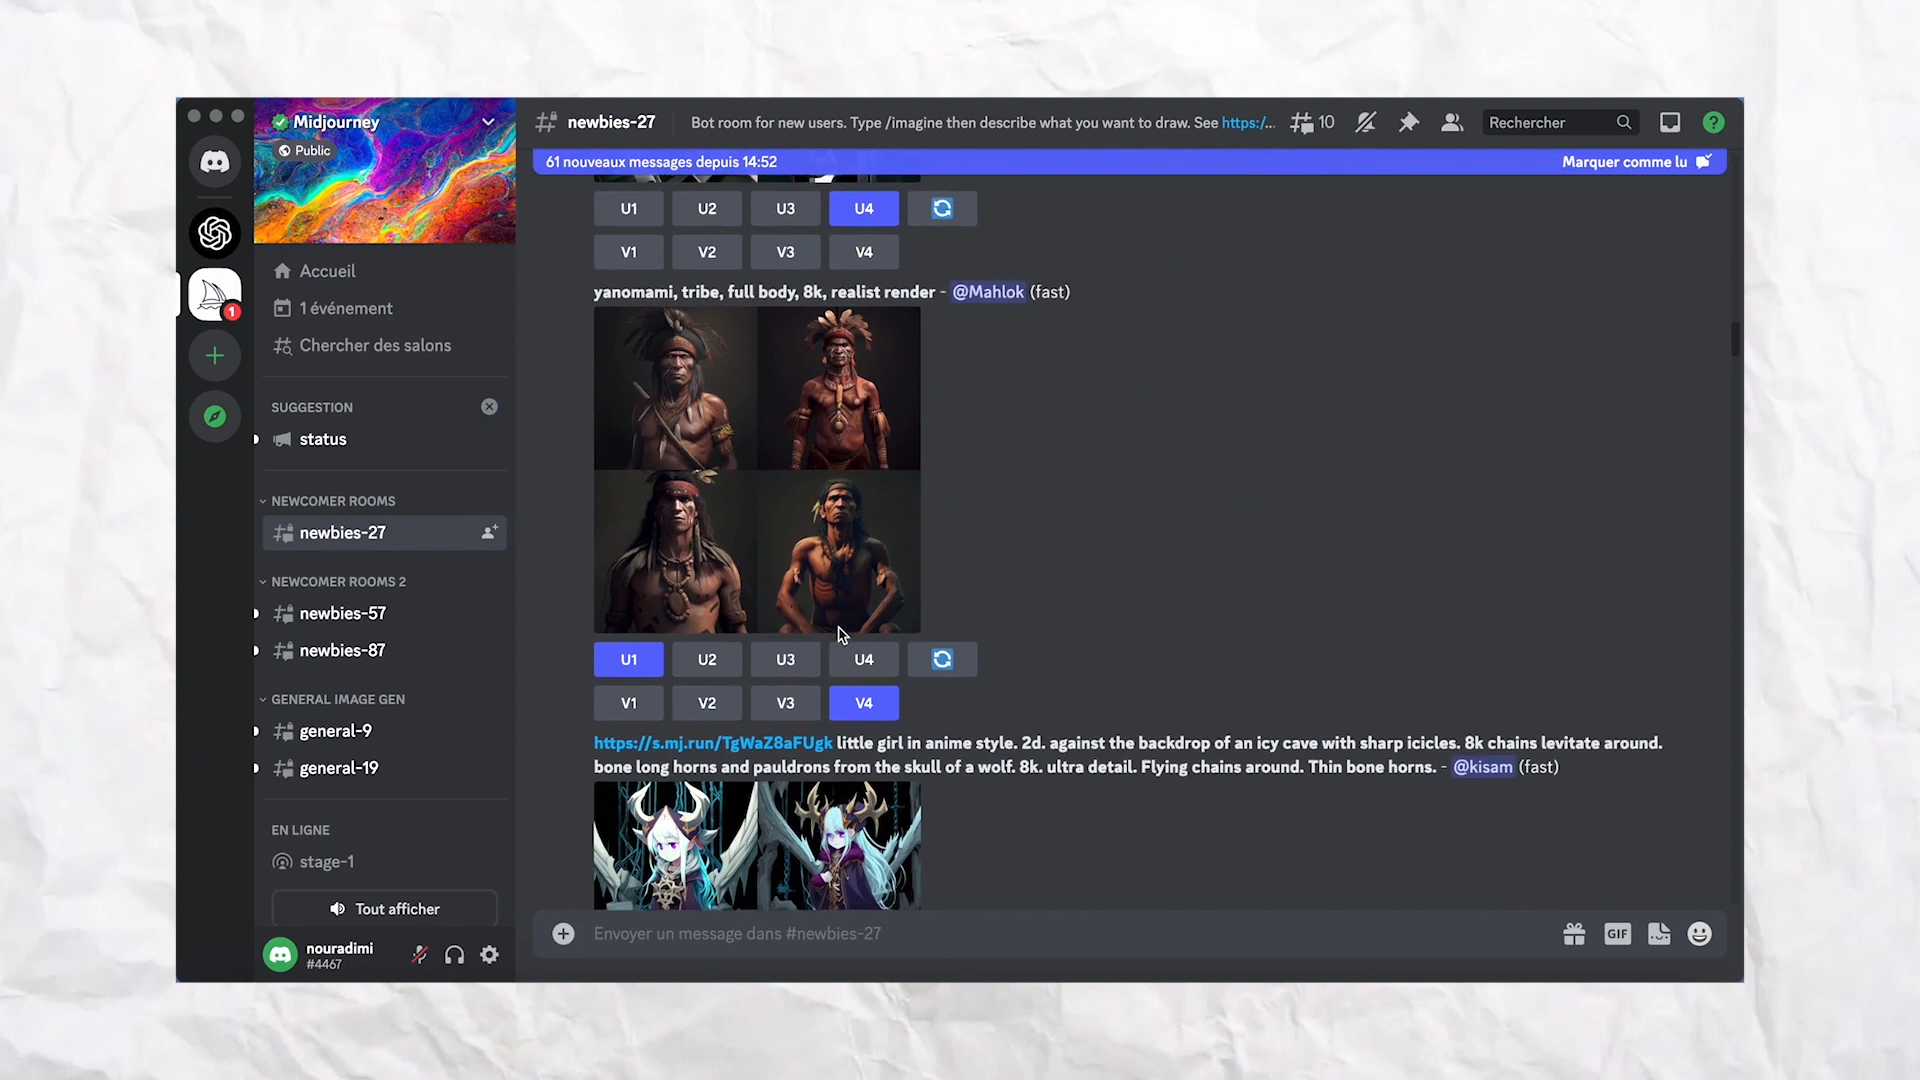 Midjourney
Public
Accueil
1 événement
Chercher des salons
SUGGESTION
status
NEWCOMER ROOMS
newbies-27
NEWCOMER ROOMS 2
newbies-57
newbies-87
GENERAL IMAGE GEN
general-9
general-19
EN LIGNE
stage-1
Tout afficher
nouradimi
#4467
1
newbies-27
Bot room for new users. Type /imagine then describe what you want to draw. See https:/...
10
Rechercher
?
61 nouveaux messages depuis 14:52
Marquer comme lu
U1 U2 U3 U4
V1 V2 V3 V4
yanomami, tribe, full body, 8k, realist render - @Mahlok (fast)
U1 U2 U3 U4
V1 V2 V3 V4
https://s.mj.run/TgWaZ8aFUgk little girl in anime style. 2d. against the backdrop of an icy cave with sharp icicles. 8k chains levitate around.
bone long horns and pauldrons from the skull of a wolf. 8k. ultra detail. Flying chains around. Thin bone horns. - @kisam (fast)
Envoyer un message dans #newbies-27
GIF